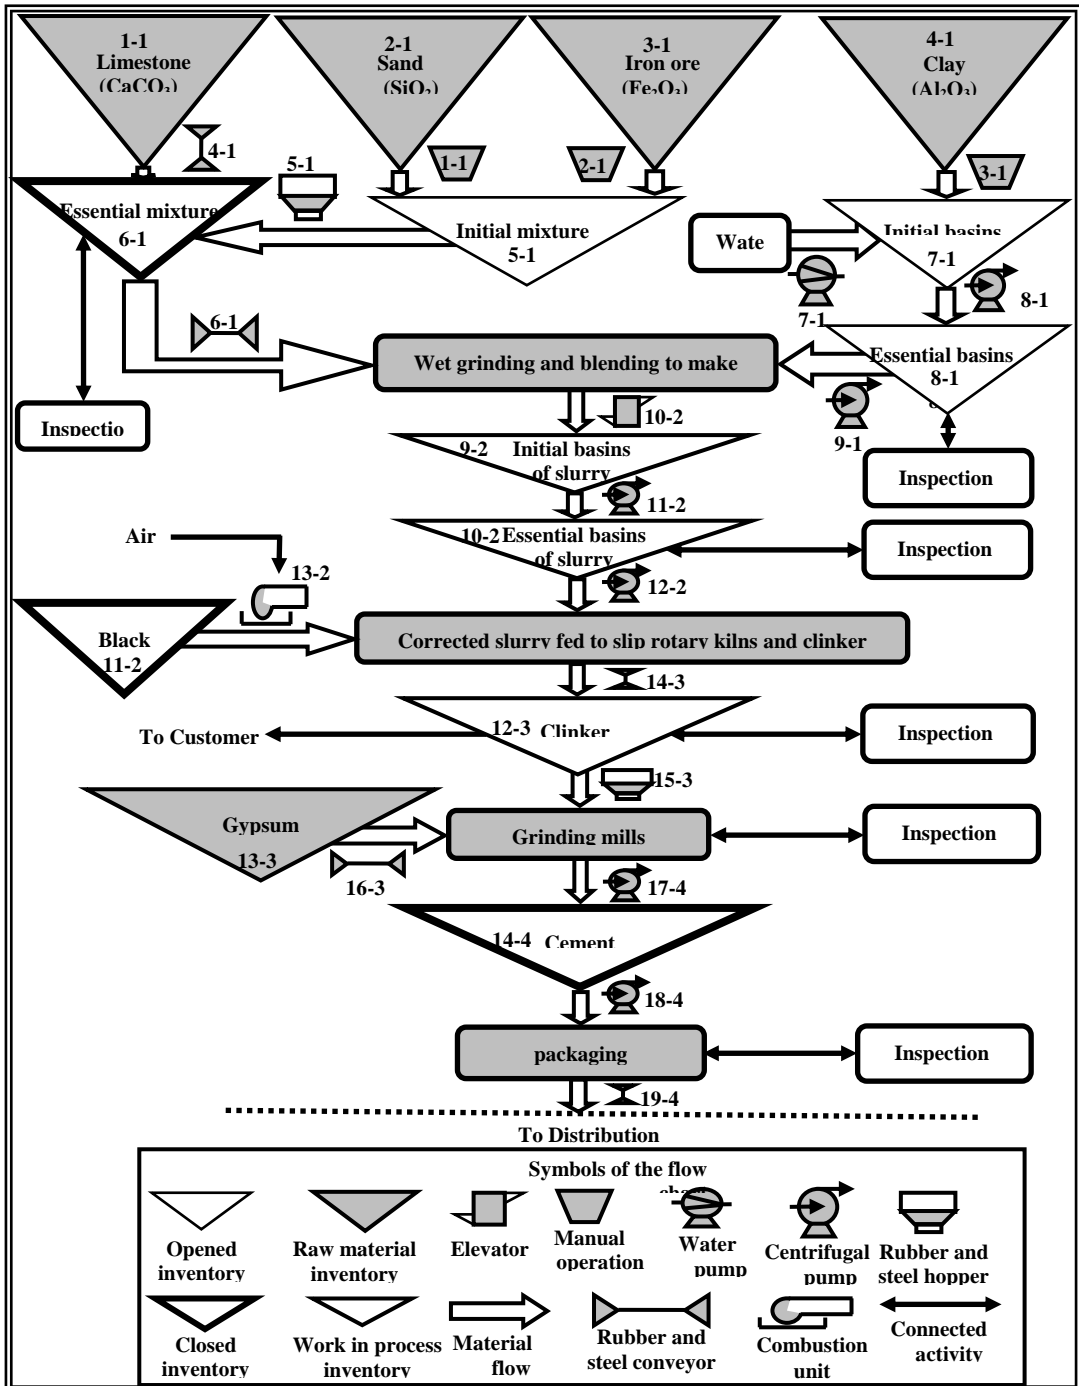 1-1
Limestone
(CaCO₃)
2-1
Sand
(SiO₂)
3-1
Iron ore
(Fe₂O₃)
4-1
Clay
(Al₂O₃)
4-1
5-1
1-1
2-1
3-1
Essential mixture
6-1
Initial mixture
5-1
Wate
Initial basins
7-1
6-1
7-1
8-1
Wet grinding and blending to make
Essential basins
8-1
Inspectio
10-2
9-1
9-2
Initial basins
of slurry
Inspection
11-2
10-2
Essential basins
of slurry
Inspection
Air
13-2
12-2
Black
11-2
Corrected slurry fed to slip rotary kilns and clinker
14-3
To Customer
12-3
Clinker
Inspection
15-3
Gypsum
13-3
Grinding mills
Inspection
16-3
17-4
14-4
Cement
18-4
packaging
Inspection
19-4
To Distribution
Symbols of the flow
Opened
inventory
Raw material
inventory
Elevator
Manual
operation
Water
pump
Centrifugal
pump
Rubber and
steel hopper
Closed
inventory
Work in process
inventory
Material
flow
Rubber and
steel conveyor
Combustion
unit
Connected
activity